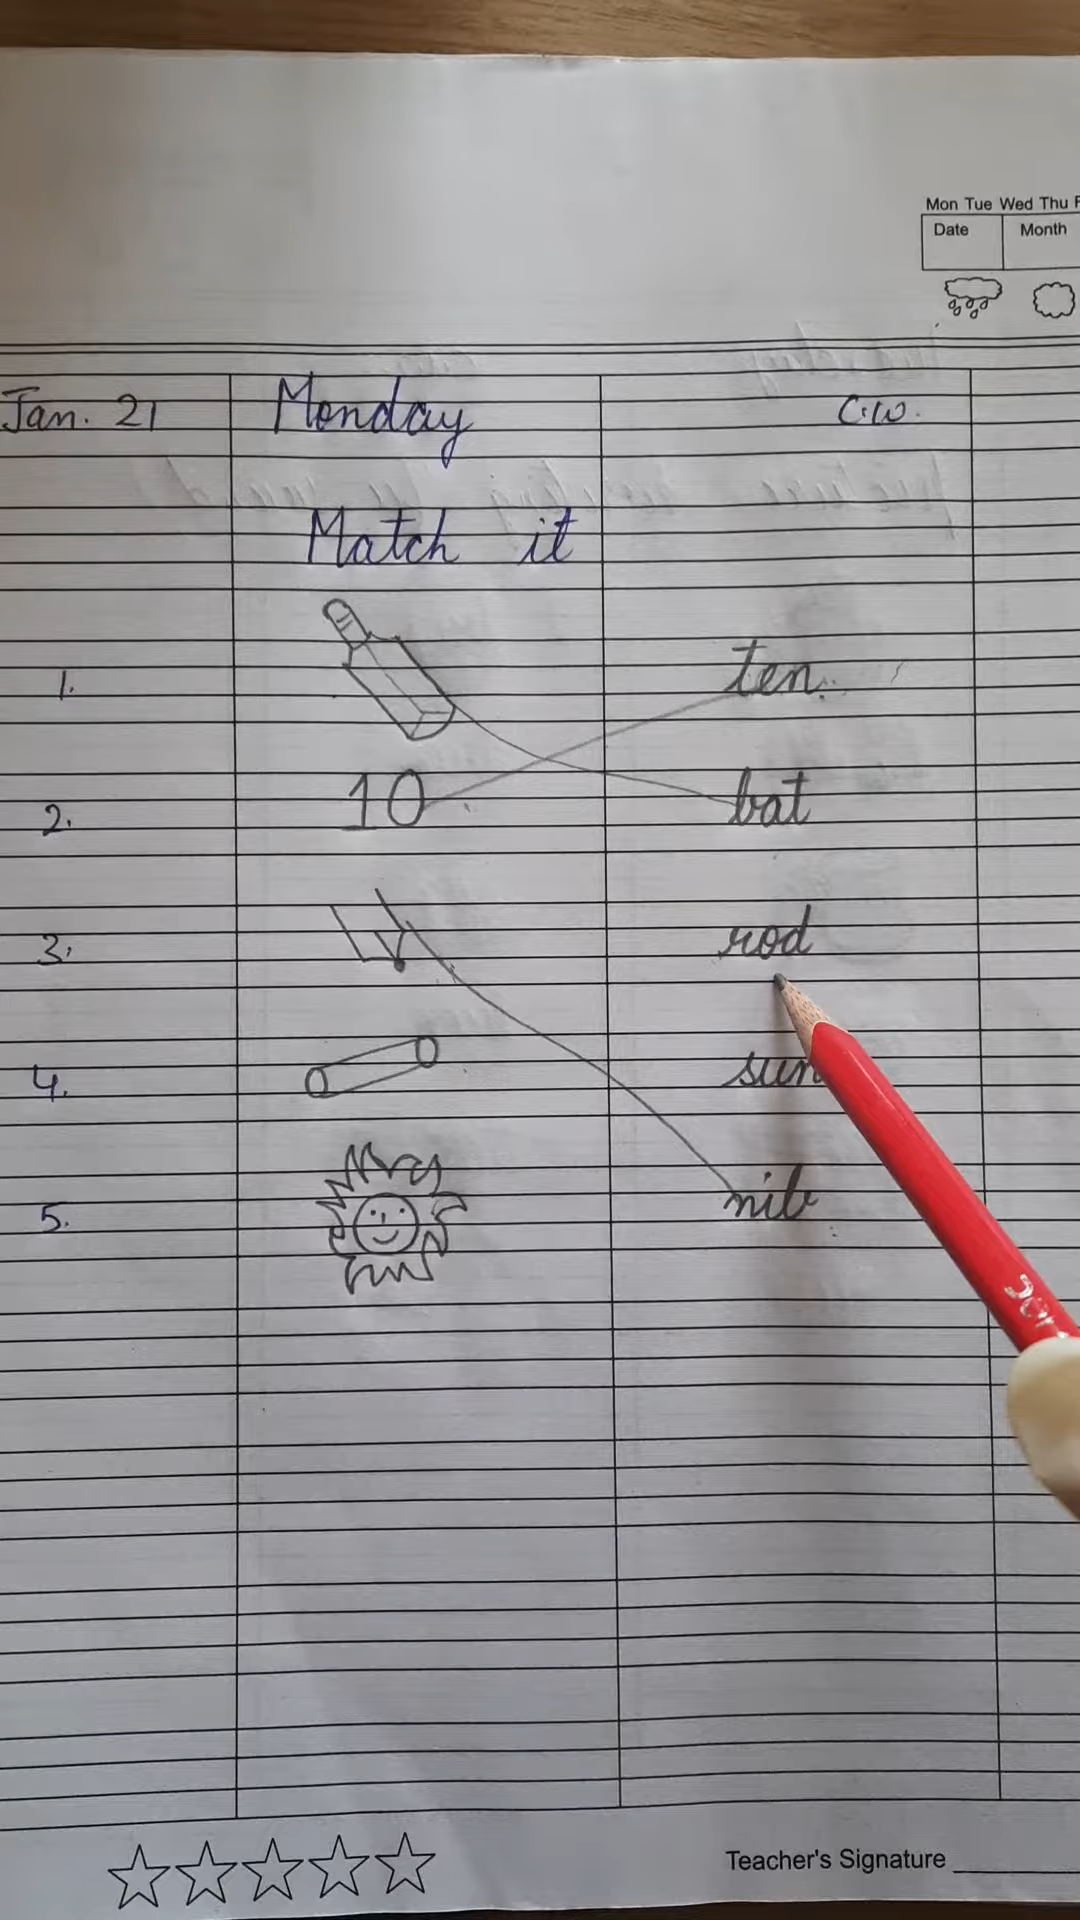 Mon Tue Wed Thu F
Date Month
Jan. 21 Monday C.W.
Match it
1. ten
2. 10 bat
3. rod
4. sun
5. nib
Teacher's Signature